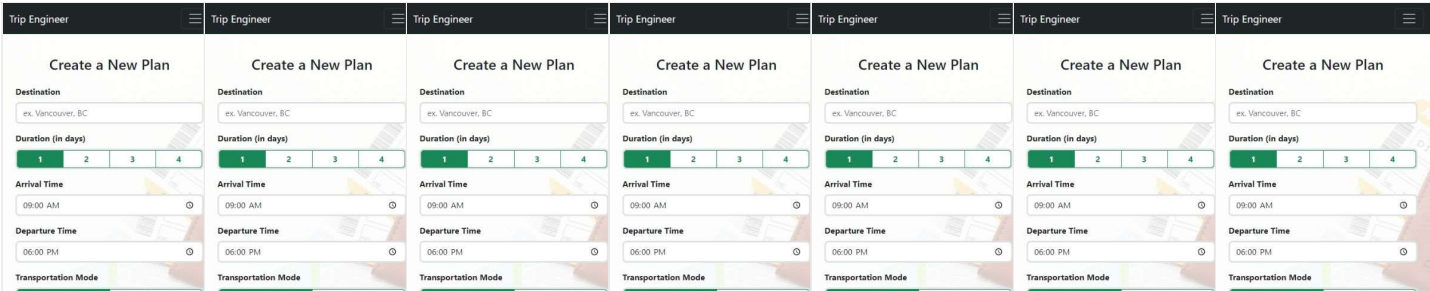 Trip Engineer Trip Engineer Trip Engineer Trip Engineer Trip Engineer Trip Engineer Trip Engineer
Create a New Plan Create a New Plan Create a New Plan Create a New Plan Create a New Plan Create a New Plan Create a New Plan
Destination Destination Destination Destination Destination Destination Destination
ex. Vancouver, BC ex. Vancouver, BC ex. Vancouver, BC ex. Vancouver, BC ex. Vancouver, BC ex. Vancouver, BC ex. Vancouver, BC
Duration (in days) Duration (in days) Duration (in days) Duration (in days) Duration (in days) Duration (in days) Duration (in days)
1 2 3 4 1 2 3 4 1 2 3 4 1 2 3 4 1 2 3 4 1 2 3 4 1 2 3 4
Arrival Time Arrival Time Arrival Time Arrival Time Arrival Time Arrival Time Arrival Time
09:00 AM 09:00 AM 09:00 AM 09:00 AM 09:00 AM 09:00 AM 09:00 AM
Departure Time Departure Time Departure Time Departure Time Departure Time Departure Time Departure Time
06:00 PM 06:00 PM 06:00 PM 06:00 PM 06:00 PM 06:00 PM 06:00 PM
Transportation Mode Transportation Mode Transportation Mode Transportation Mode Transportation Mode Transportation Mode Transportation Mode